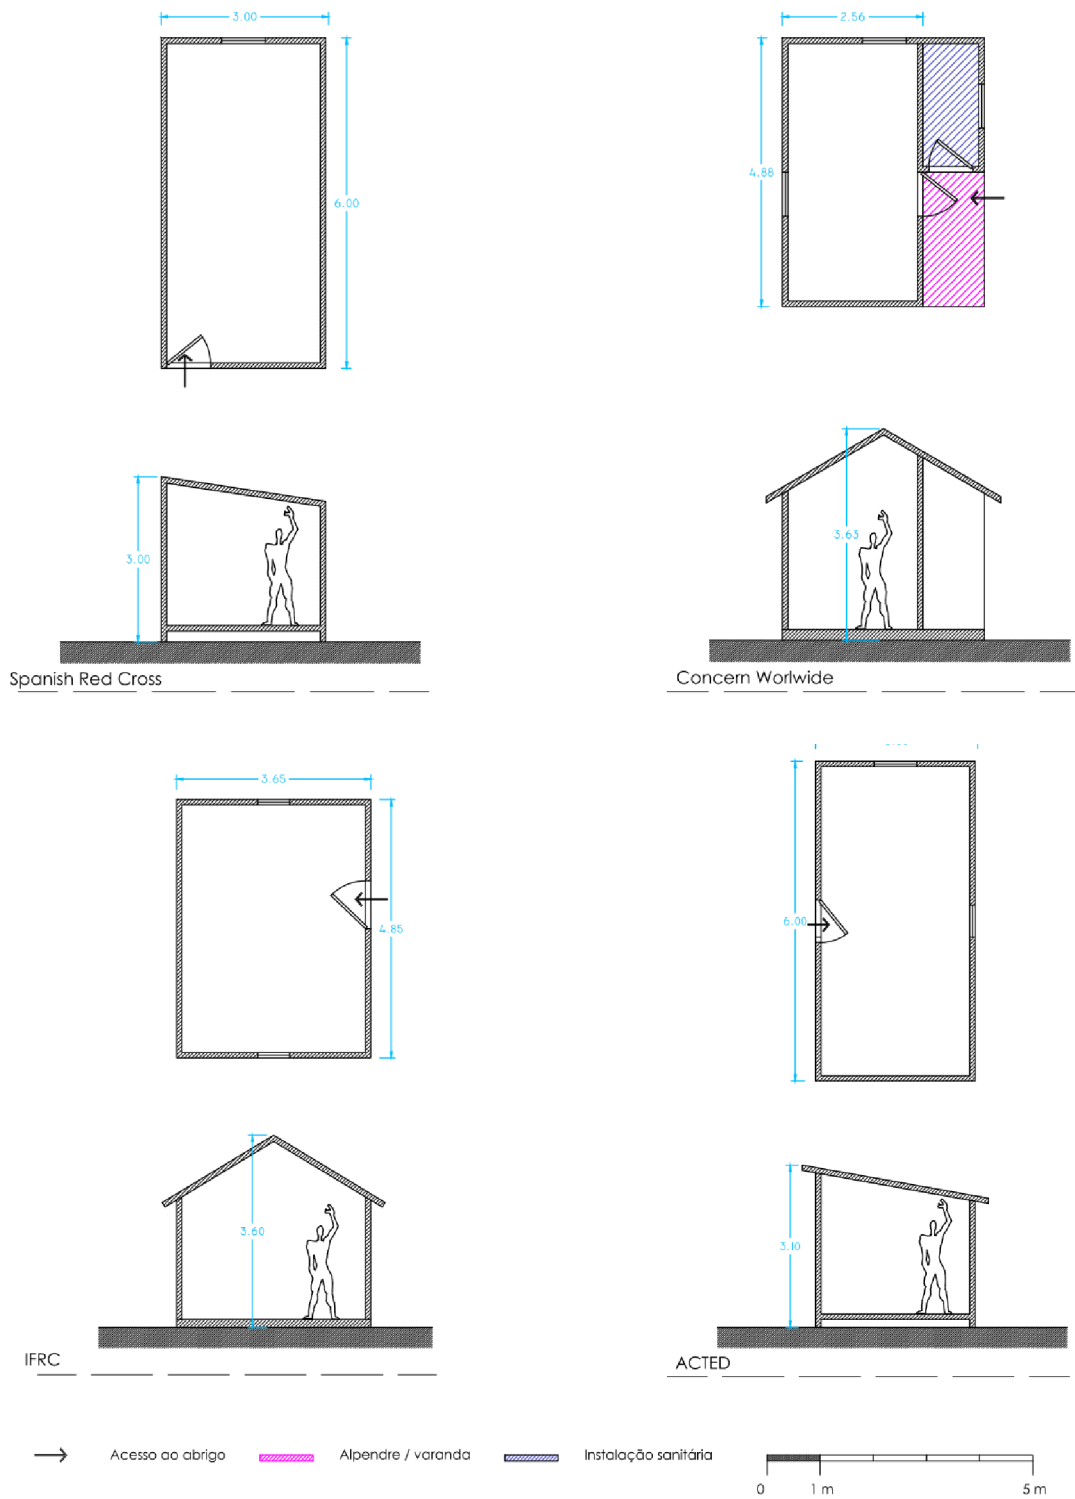 3.00
2.56
6.00
4.88
3.00
3.63
Spanish Red Cross
Concern Worlwide
3.65
4.85
6.00
3.60
3.10
IFRC
ACTED
Acesso ao abrigo
Alpendre / varanda
Instalação sanitária
0 1 m 5 m